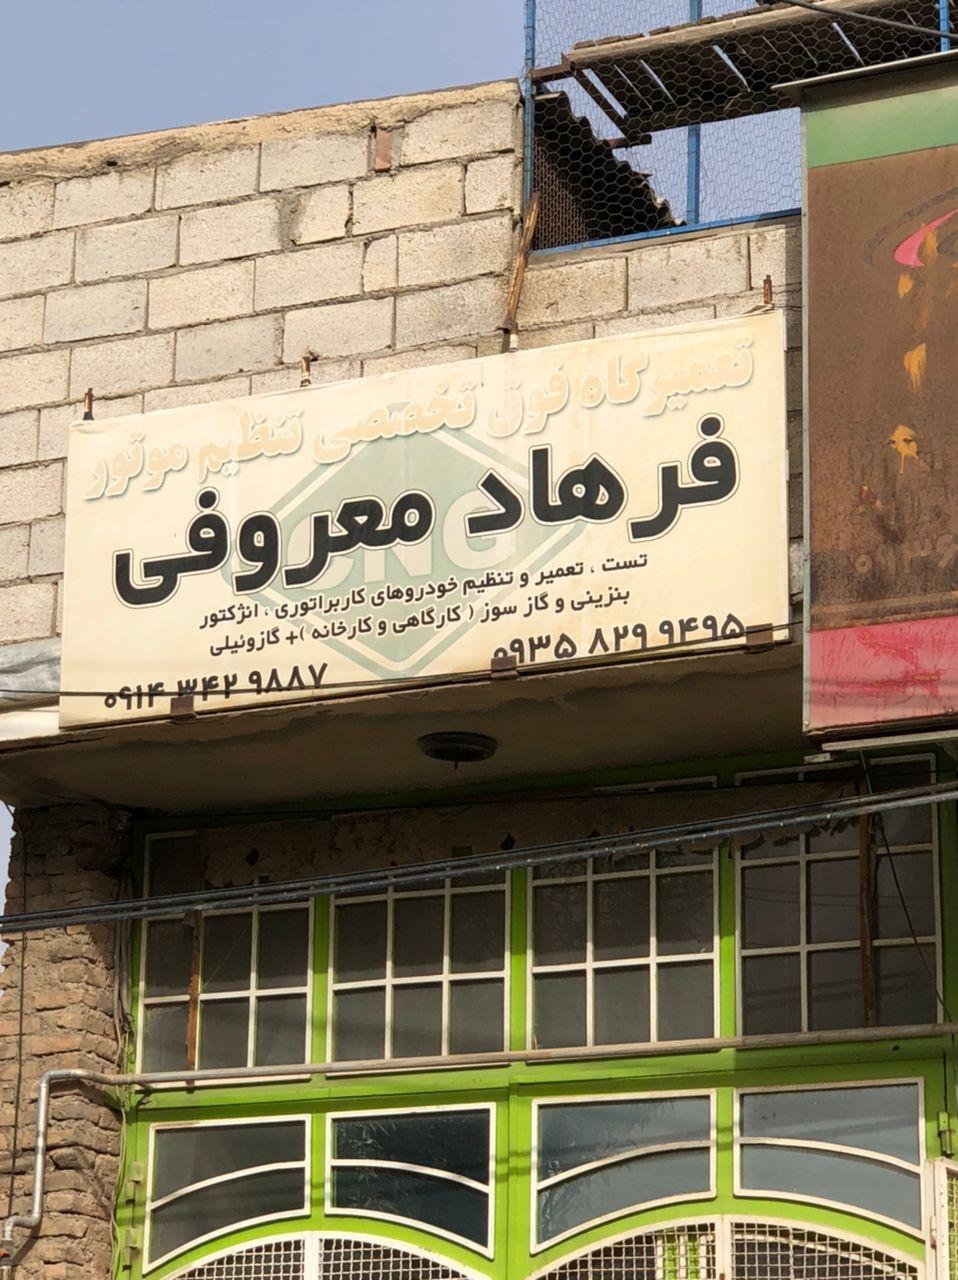 تعمیرگاه فوق تخصصی تنظیم موتور
فرهاد معروفی
CNG
تست ، تعمیر و تنظیم خودروهای کاربراتوری ، انژکتور
بنزینی و گاز سوز ( کارگاهی و کارخانه )+ گازوئیلی
۰۹۳۵ ۸۲۹ ۹۴۹۵
۰۹۱۴ ۳۴۲ ۹۸۸۷